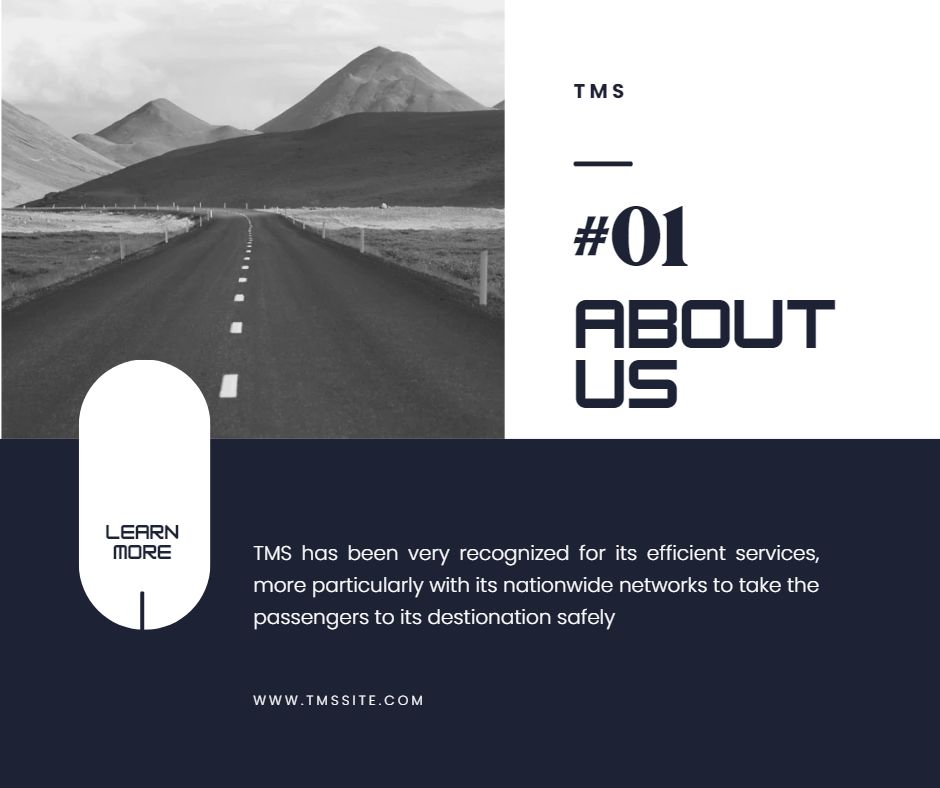 TMS
#01
ABOUT
US
LEARN
MORE
TMS has been very recognized for its efficient services,
more particularly with its nationwide networks to take the
passengers to its destionation safely
WWW.TMSSITE.COM